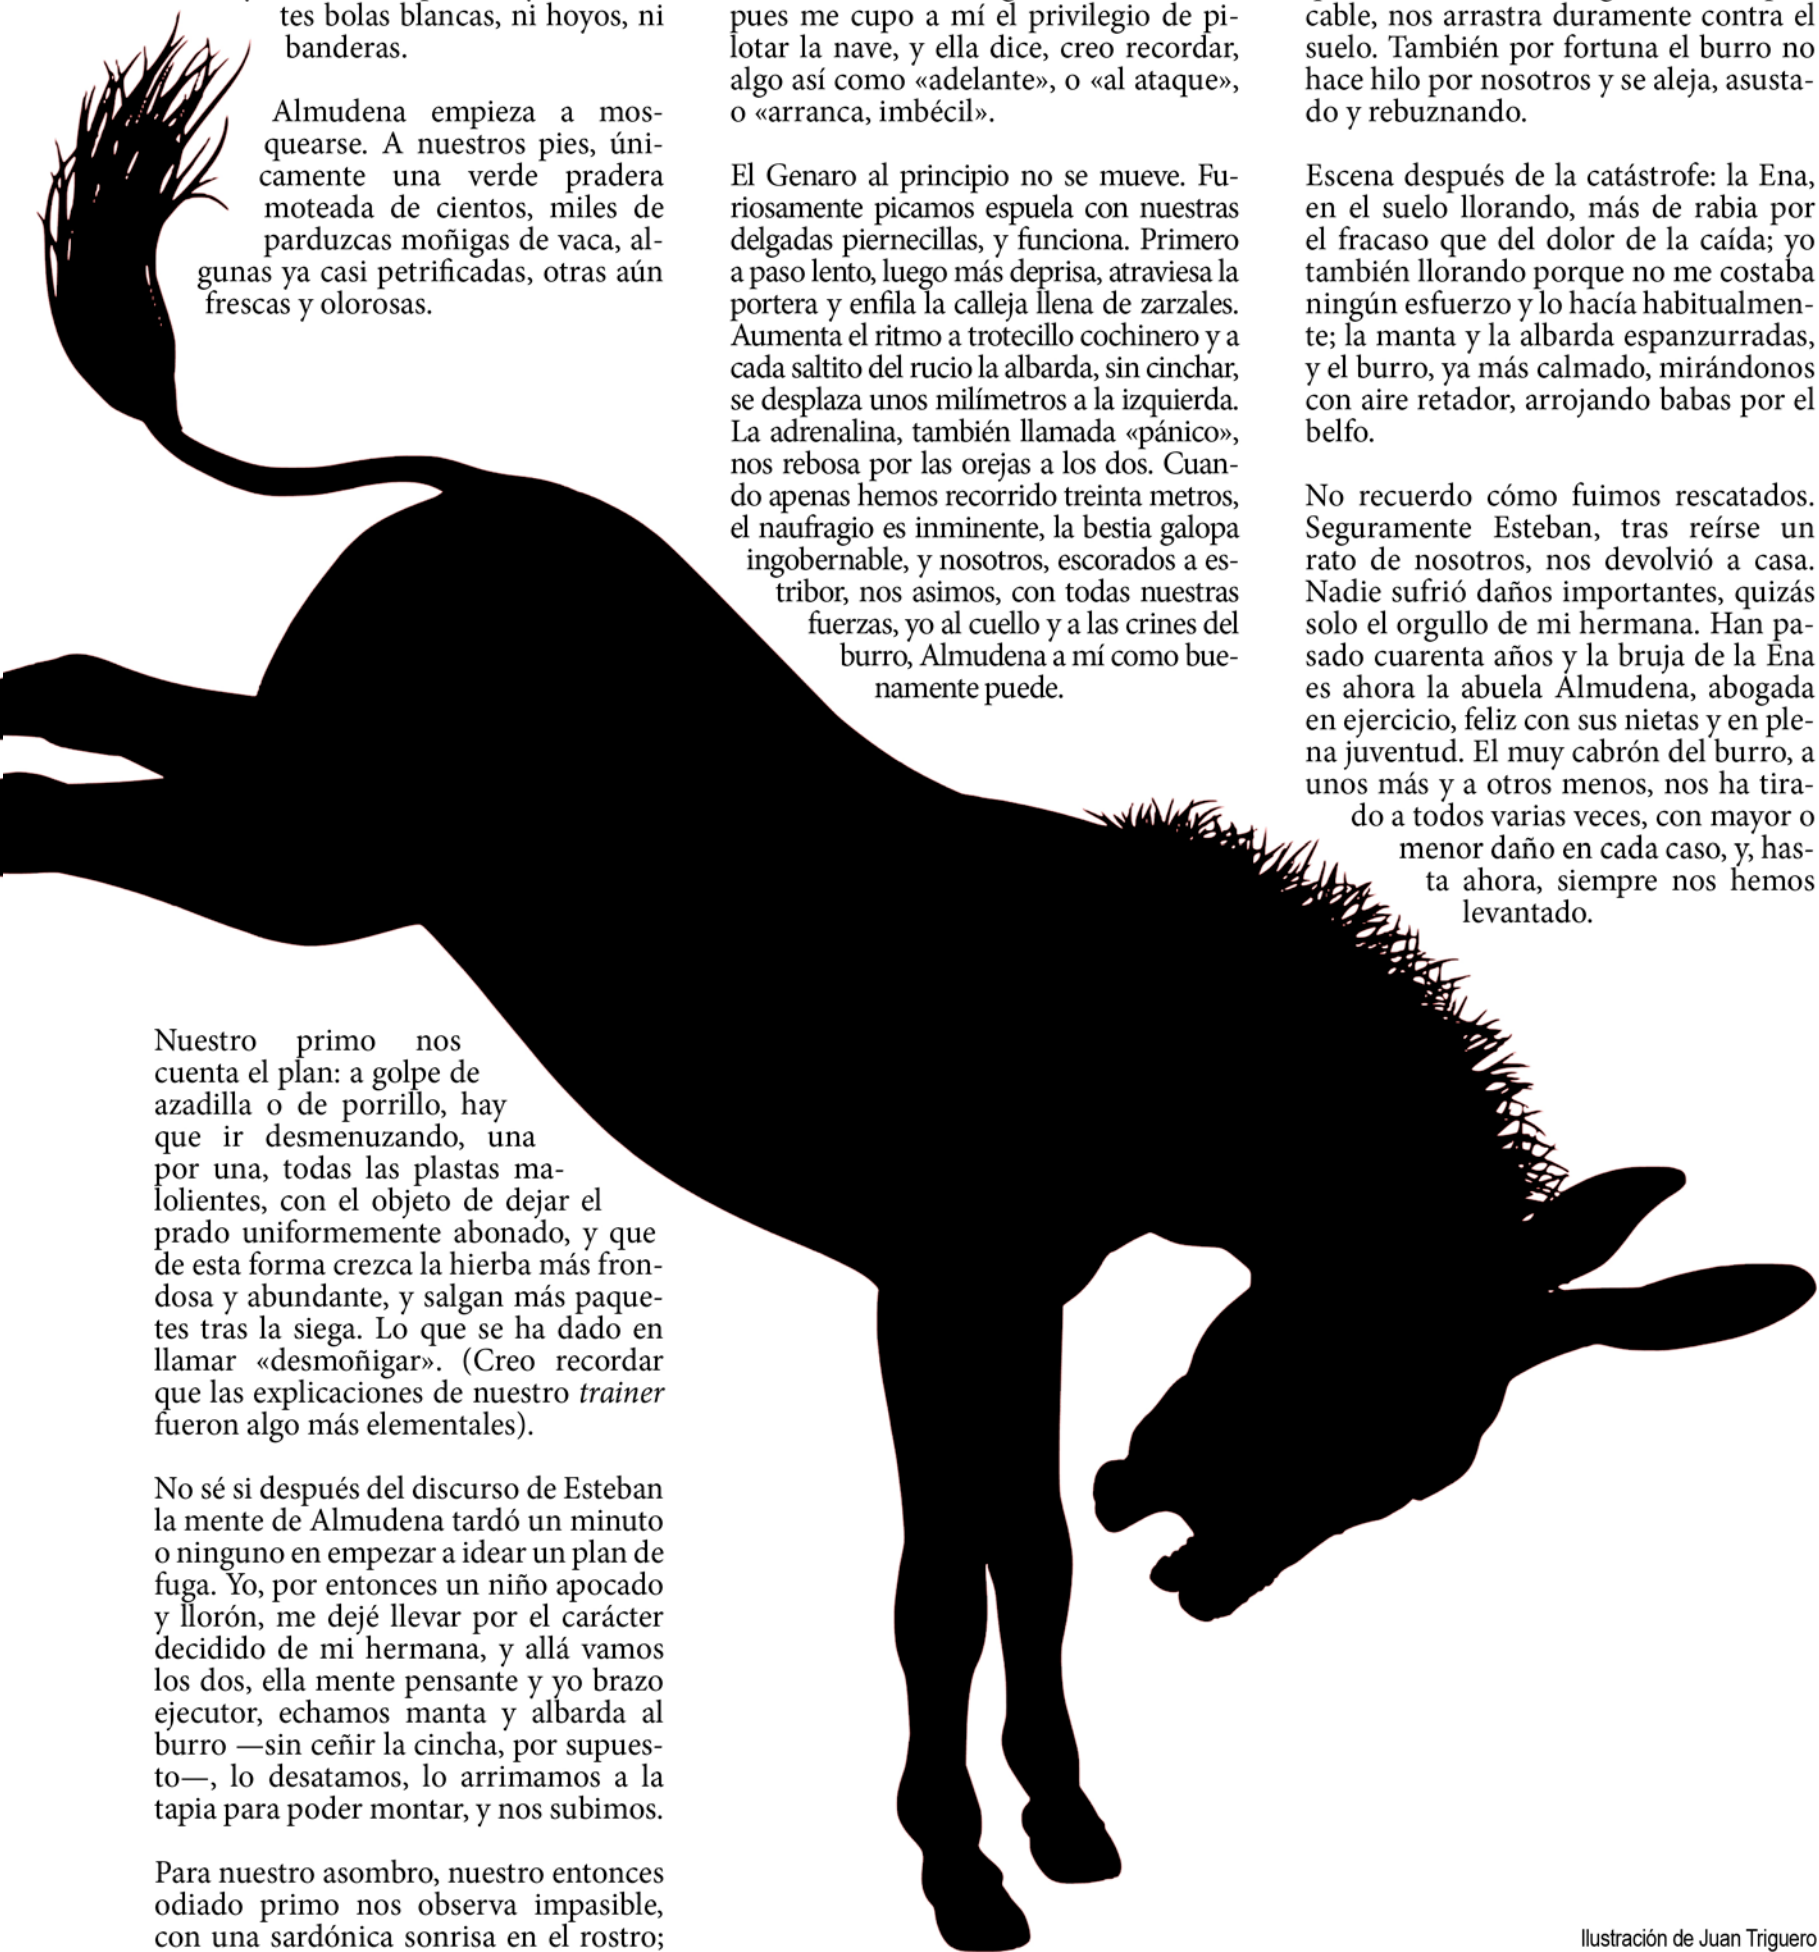 tes bolas blancas, ni hoyos, ni
banderas.
Almudena empieza a mos-
quearse. A nuestros pies, úni-
camente una verde pradera
moteada de cientos, miles de
parduzcas moñigas de vaca, al-
gunas ya casi petrificadas, otras aún
frescas y olorosas.
Nuestro primo nos
cuenta el plan: a golpe de
azadilla o de porrillo, hay
que ir desmenuzando, una
por una, todas las plastas ma-
lolientes, con el objeto de dejar el
prado uniformemente abonado, y que
de esta forma crezca la hierba más fron-
dosa y abundante, y salgan más paque-
tes tras la siega. Lo que se ha dado en
llamar «desmoñigar». (Creo recordar
que las explicaciones de nuestro trainer
fueron algo más elementales).
No sé si después del discurso de Esteban
la mente de Almudena tardó un minuto
o ninguno en empezar a idear un plan de
fuga. Yo, por entonces un niño apocado
y llorón, me dejé llevar por el carácter
decidido de mi hermana, y allá vamos
los dos, ella mente pensante y yo brazo
ejecutor, echamos manta y albarda al
burro —sin ceñir la cincha, por supues-
to—, lo desatamos, lo arrimamos a la
tapia para poder montar, y nos subimos.
Para nuestro asombro, nuestro entonces
odiado primo nos observa impasible,
con una sardónica sonrisa en el rostro;
pues me cupo a mí el privilegio de pi-
lotar la nave, y ella dice, creo recordar,
algo así como «adelante», o «al ataque»,
o «arranca, imbécil».
El Genaro al principio no se mueve. Fu-
riosamente picamos espuela con nuestras
delgadas piernecillas, y funciona. Primero
a paso lento, luego más deprisa, atraviesa la
portera y enfila la calleja llena de zarzales.
Aumenta el ritmo a trotecillo cochinero y a
cada saltito del rucio la albarda, sin cinchar,
se desplaza unos milímetros a la izquierda.
La adrenalina, también llamada «pánico»,
nos rebosa por las orejas a los dos. Cuan-
do apenas hemos recorrido treinta metros,
el naufragio es inminente, la bestia galopa
ingobernable, y nosotros, escorados a es-
tribor, nos asimos, con todas nuestras
fuerzas, yo al cuello y a las crines del
burro, Almudena a mí como bue-
namente puede.
cable, nos arrastra duramente contra el
suelo. También por fortuna el burro no
hace hilo por nosotros y se aleja, asusta-
do y rebuznando.
Escena después de la catástrofe: la Ena,
en el suelo llorando, más de rabia por
el fracaso que del dolor de la caída; yo
también llorando porque no me costaba
ningún esfuerzo y lo hacía habitualmen-
te; la manta y la albarda espanzurradas,
y el burro, ya más calmado, mirándonos
con aire retador, arrojando babas por el
belfo.
No recuerdo cómo fuimos rescatados.
Seguramente Esteban, tras reírse un
rato de nosotros, nos devolvió a casa.
Nadie sufrió daños importantes, quizás
solo el orgullo de mi hermana. Han pa-
sado cuarenta años y la bruja de la Ena
es ahora la abuela Almudena, abogada
en ejercicio, feliz con sus nietas y en ple-
na juventud. El muy cabrón del burro, a
unos más y a otros menos, nos ha tira-
do a todos varias veces, con mayor o
menor daño en cada caso, y, has-
ta ahora, siempre nos hemos
levantado.
Ilustración de Juan Triguero